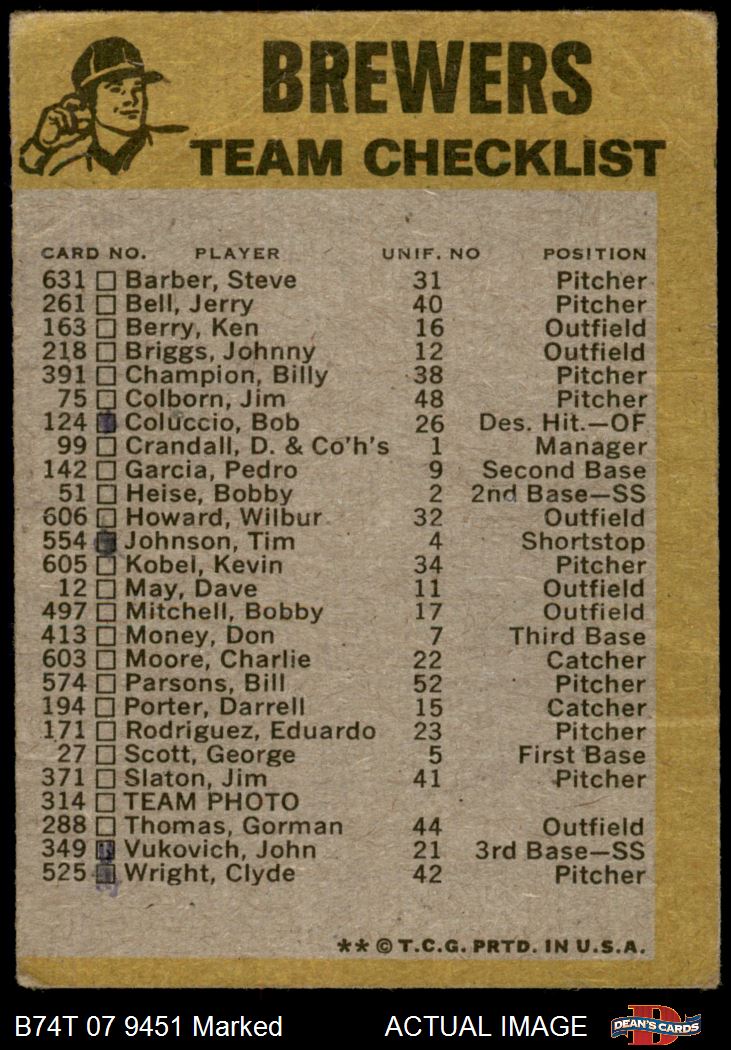 BREWERS
TEAM CHECKLIST
CARD NO. PLAYER UNIF. NO POSITION
631 Barber, Steve 31 Pitcher
261 Bell, Jerry 40 Pitcher
163 Berry, Ken 16 Outfield
218 Briggs, Johnny 12 Outfield
391 Champion, Billy 38 Pitcher
75 Colborn, Jim 48 Pitcher
124 Coluccio, Bob 26 Des. Hit.—OF
99 Crandall, D. & Co'h's 1 Manager
142 Garcia, Pedro 9 Second Base
51 Heise, Bobby 2 2nd Base—SS
606 Howard, Wilbur 32 Outfield
554 Johnson, Tim 4 Shortstop
605 Kobel, Kevin 34 Pitcher
12 May, Dave 11 Outfield
497 Mitchell, Bobby 17 Outfield
413 Money, Don 7 Third Base
603 Moore, Charlie 22 Catcher
574 Parsons, Bill 52 Pitcher
194 Porter, Darrell 15 Catcher
171 Rodriguez, Eduardo 23 Pitcher
27 Scott, George 5 First Base
371 Slaton, Jim 41 Pitcher
314 TEAM PHOTO
288 Thomas, Gorman 44 Outfield
349 Vukovich, John 21 3rd Base—SS
525 Wright, Clyde 42 Pitcher
** © T.C.G. PRTD. IN U.S.A.
B74T 07 9451 Marked ACTUAL IMAGE DEAN'S CARDS